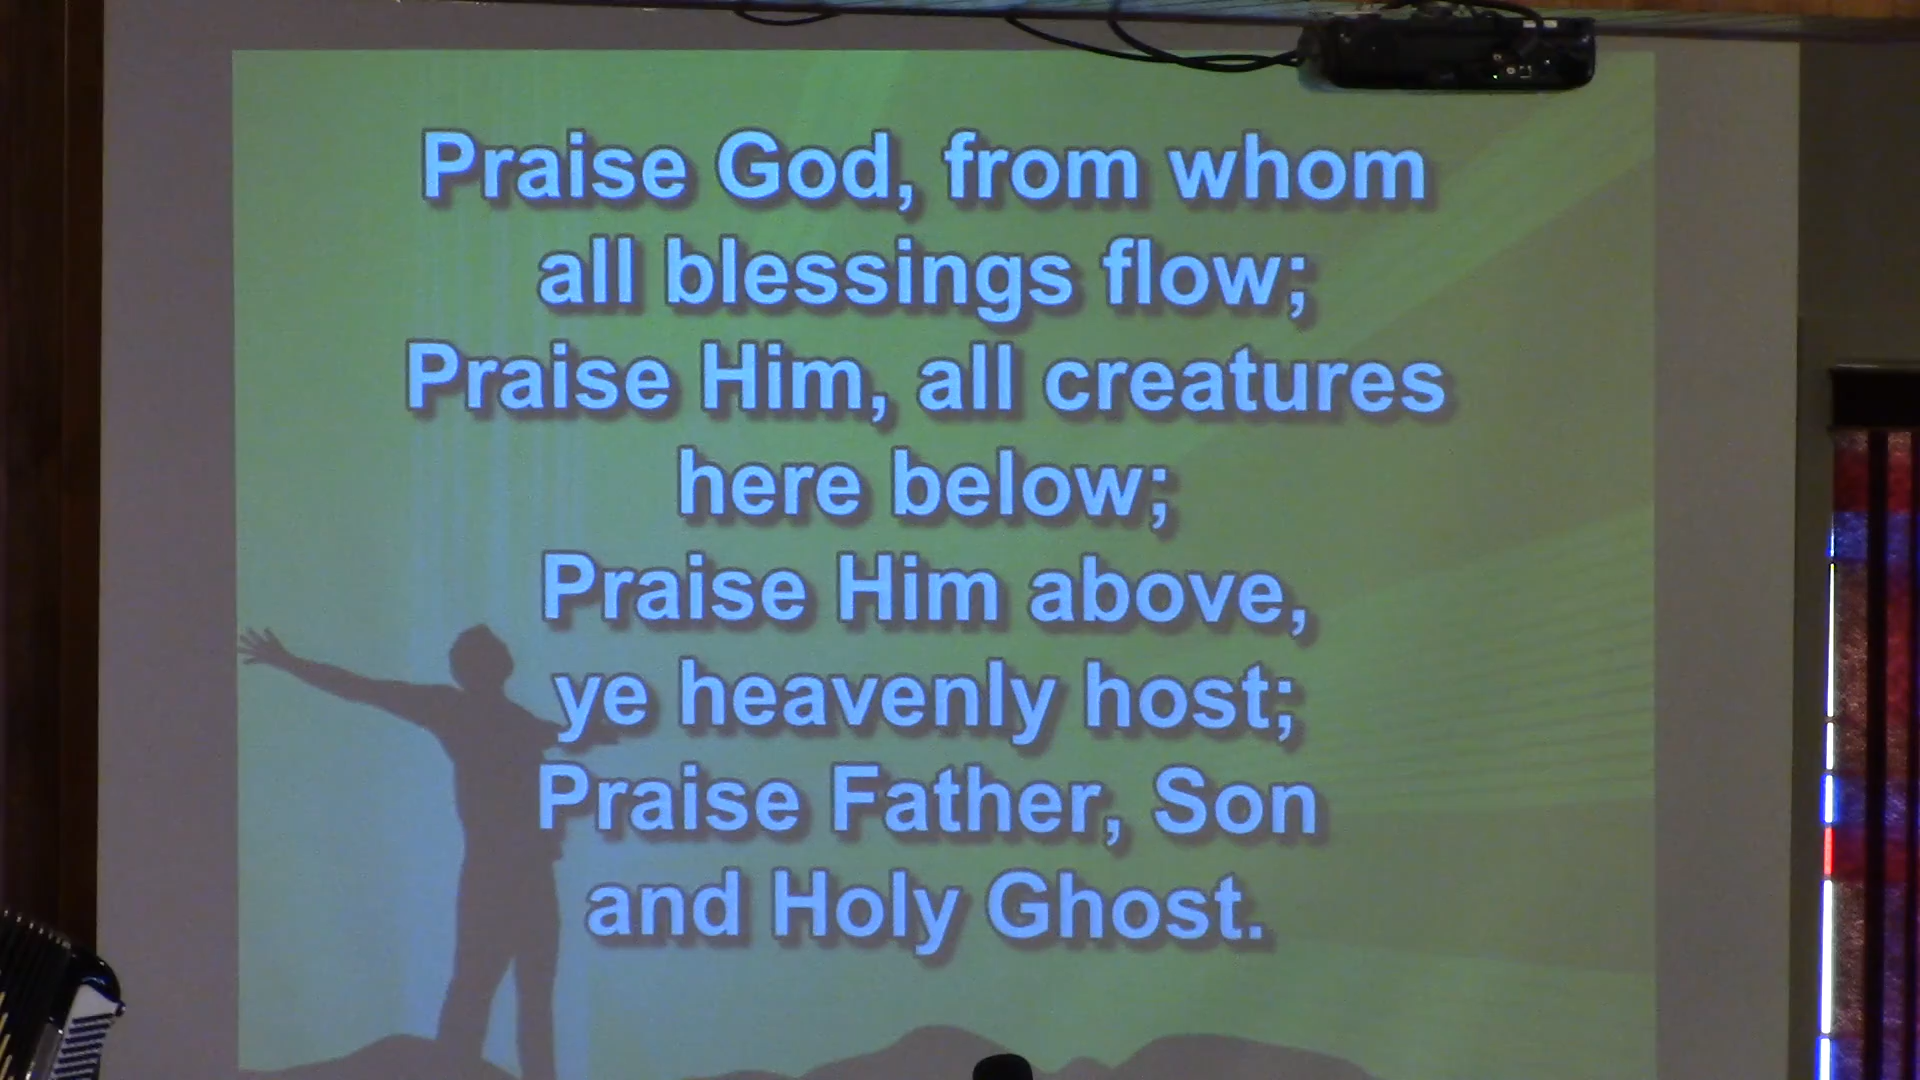 Praise God, from whom
all blessings flow;
Praise Him, all creatures
here below;
Praise Him above,
ye heavenly host;
Praise Father, Son
and Holy Ghost.